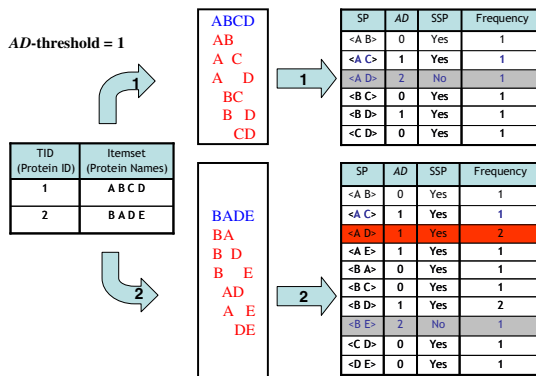 AD-threshold = 1
1
TID (Protein ID) Itemset (Protein Names)
1 A B C D
2 B A D E
2
ABCD
AB
A C
A D
BC
B D
CD
1
SP AD SSP Frequency
<A B> 0 Yes 1
<A C> 1 Yes 1
<A D> 2 No 1
<B C> 0 Yes 1
<B D> 1 Yes 1
<C D> 0 Yes 1
BADE
BA
B D
B E
AD
A E
DE
2
SP AD SSP Frequency
<A B> 0 Yes 1
<A C> 1 Yes 1
<A D> 1 Yes 2
<A E> 1 Yes 1
<B A> 0 Yes 1
<B C> 0 Yes 1
<B D> 1 Yes 2
<B E> 2 No 1
<C D> 0 Yes 1
<D E> 0 Yes 1